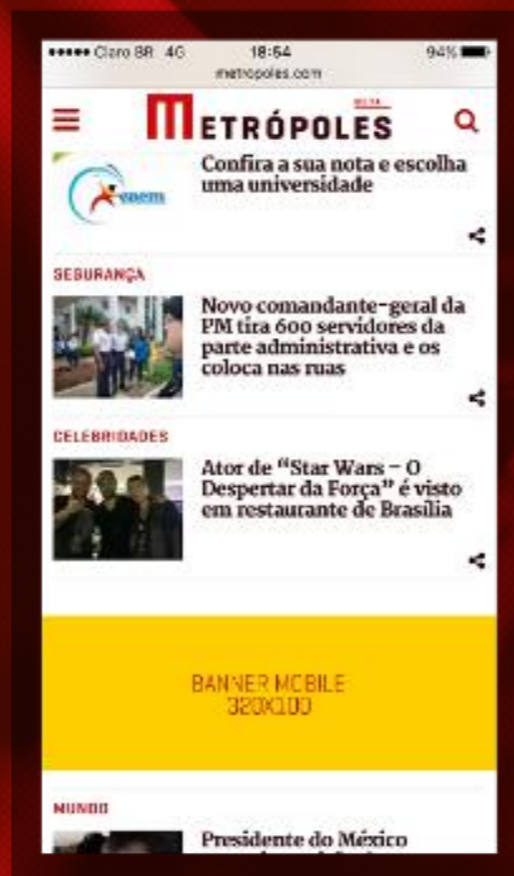 Claro BR 4G 18:54 94%
metropoles.com
METRÓPOLES
Confira a sua nota e escolha
uma universidade
enem
SEGURANÇA
Novo comandante-geral da
PM tira 600 servidores da
parte administrativa e os
coloca nas ruas
CELEBRIDADES
Ator de “Star Wars – O
Despertar da Força” é visto
em restaurante de Brasília
BANNER MOBILE
320X100
MUNDO
Presidente do México